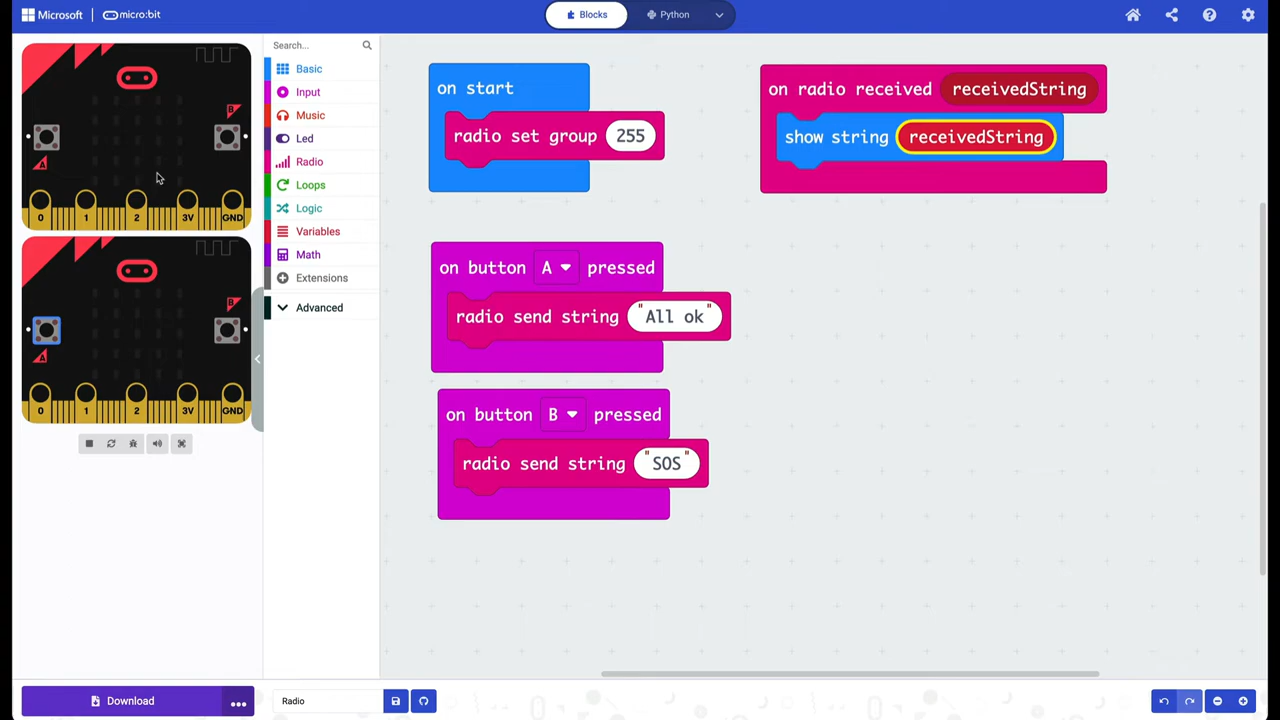 Microsoft
micro:bit
Blocks
Python
B
A
0 1 2 3V GND
B
A
0 1 2 3V GND
Search...
Basic
Input
Music
Led
Radio
Loops
Logic
Variables
Math
Extensions
Advanced
on start
radio set group 255
on radio received receivedString
show string receivedString
on button A pressed
radio send string "All ok"
on button B pressed
radio send string "SOS"
Download
Radio